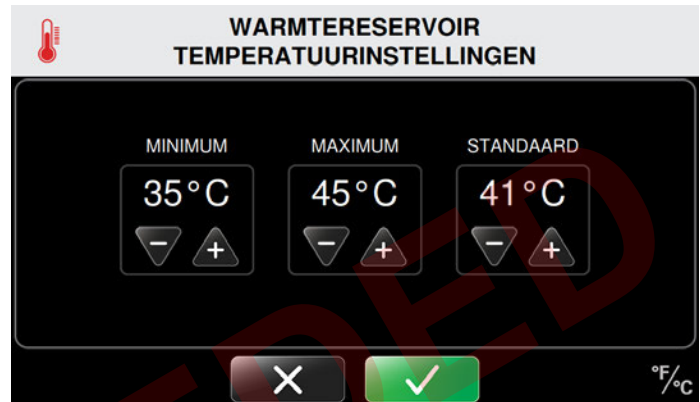 WARMTERESERVOIR
TEMPERATUURINSTELLINGEN
MINIMUM MAXIMUM STANDAARD
35°C 45°C 41°C
− + − + − +
°F/°C